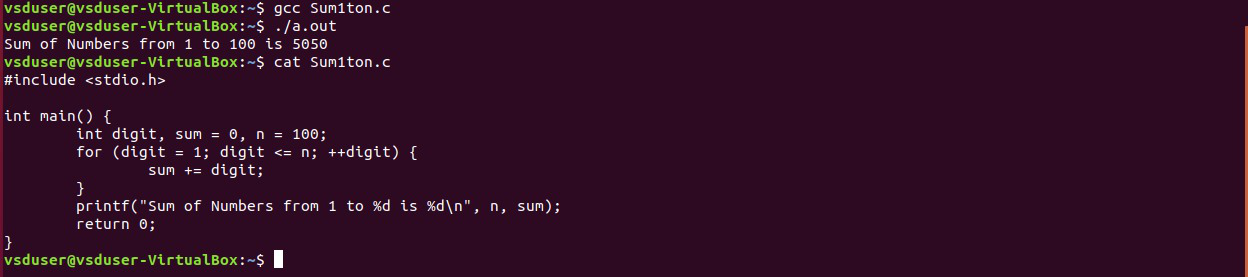 vsduser@vsduser-VirtualBox:~$ gcc Sum1ton.c
vsduser@vsduser-VirtualBox:~$ ./a.out
Sum of Numbers from 1 to 100 is 5050
vsduser@vsduser-VirtualBox:~$ cat Sum1ton.c
#include <stdio.h>

int main() {
        int digit, sum = 0, n = 100;
        for (digit = 1; digit <= n; ++digit) {
                sum += digit;
        }
        printf("Sum of Numbers from 1 to %d is %d\n", n, sum);
        return 0;
}
vsduser@vsduser-VirtualBox:~$